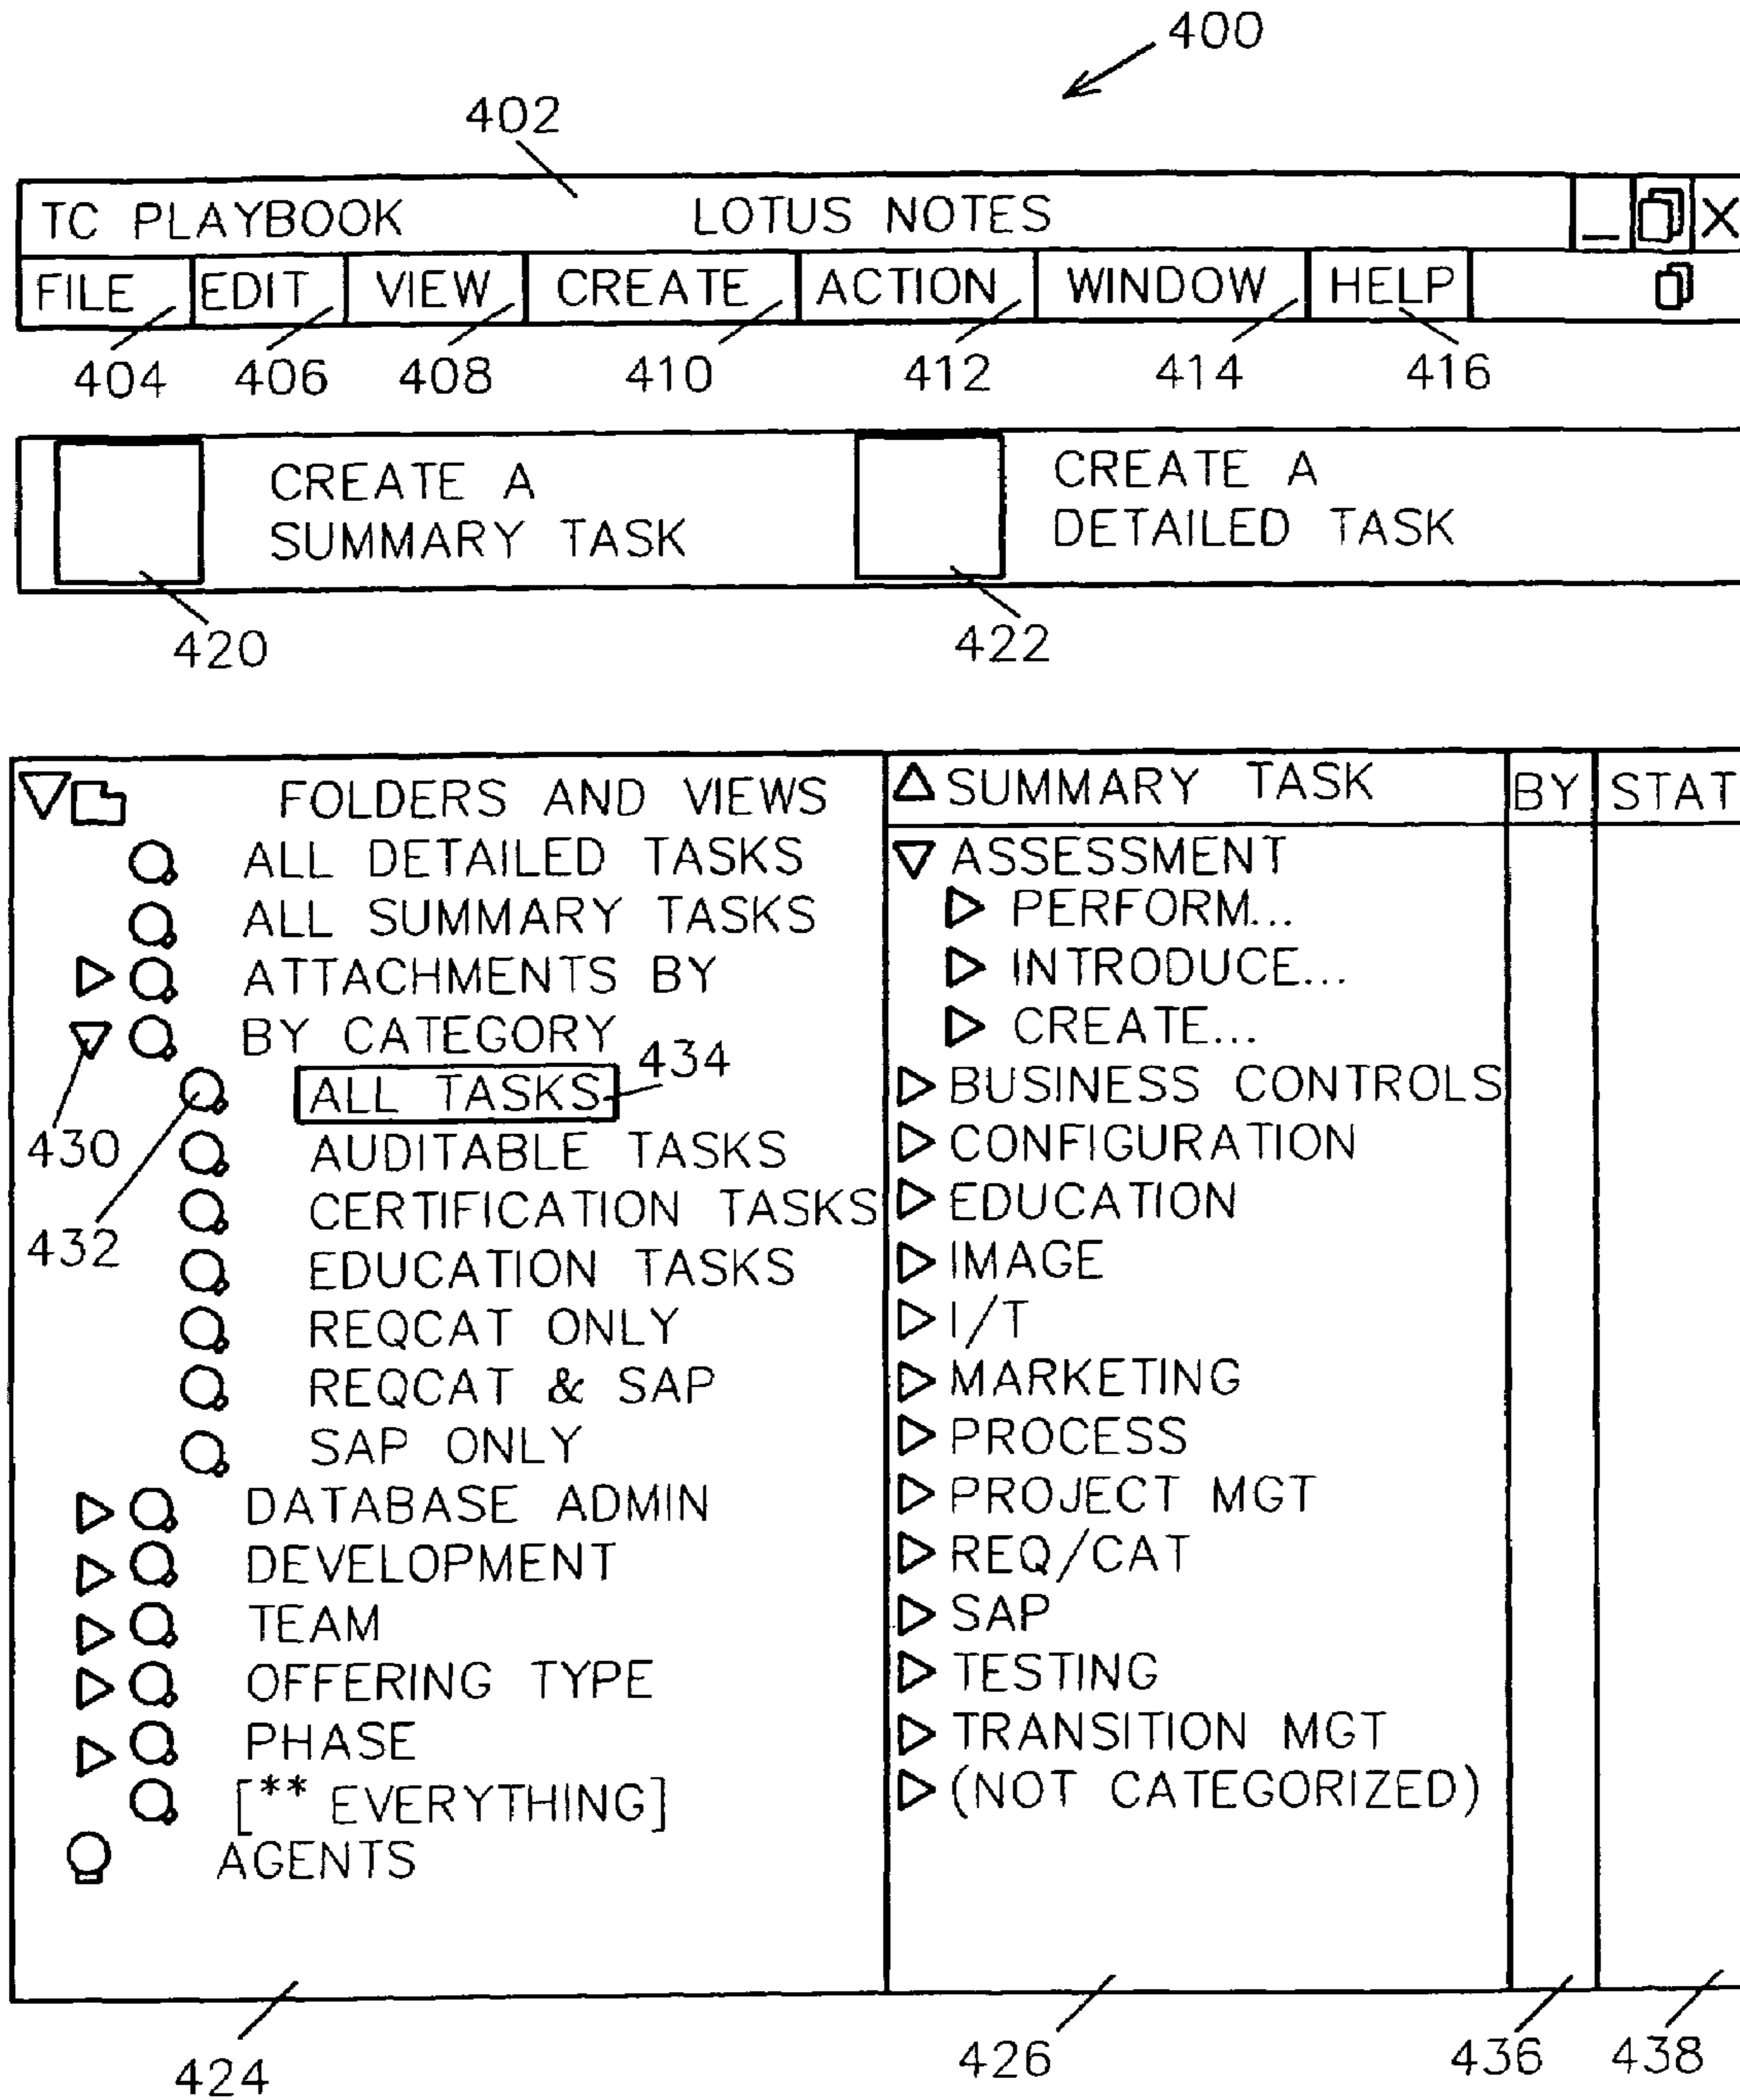 400
402
TC PLAYBOOK LOTUS NOTES _ X
FILE EDIT VIEW CREATE ACTION WINDOW HELP
404 406 408 410 412 414 416
CREATE A
SUMMARY TASK
CREATE A
DETAILED TASK
420 422
FOLDERS AND VIEWS
ALL DETAILED TASKS
ALL SUMMARY TASKS
ATTACHMENTS BY
BY CATEGORY
434
ALL TASKS
430
AUDITABLE TASKS
CERTIFICATION TASKS
432
EDUCATION TASKS
REQCAT ONLY
REQCAT & SAP
SAP ONLY
DATABASE ADMIN
DEVELOPMENT
TEAM
OFFERING TYPE
PHASE
[** EVERYTHING]
AGENTS
SUMMARY TASK BY STAT
ASSESSMENT
PERFORM...
INTRODUCE...
CREATE...
BUSINESS CONTROLS
CONFIGURATION
EDUCATION
IMAGE
I/T
MARKETING
PROCESS
PROJECT MGT
REQ/CAT
SAP
TESTING
TRANSITION MGT
(NOT CATEGORIZED)
424 426 436 438